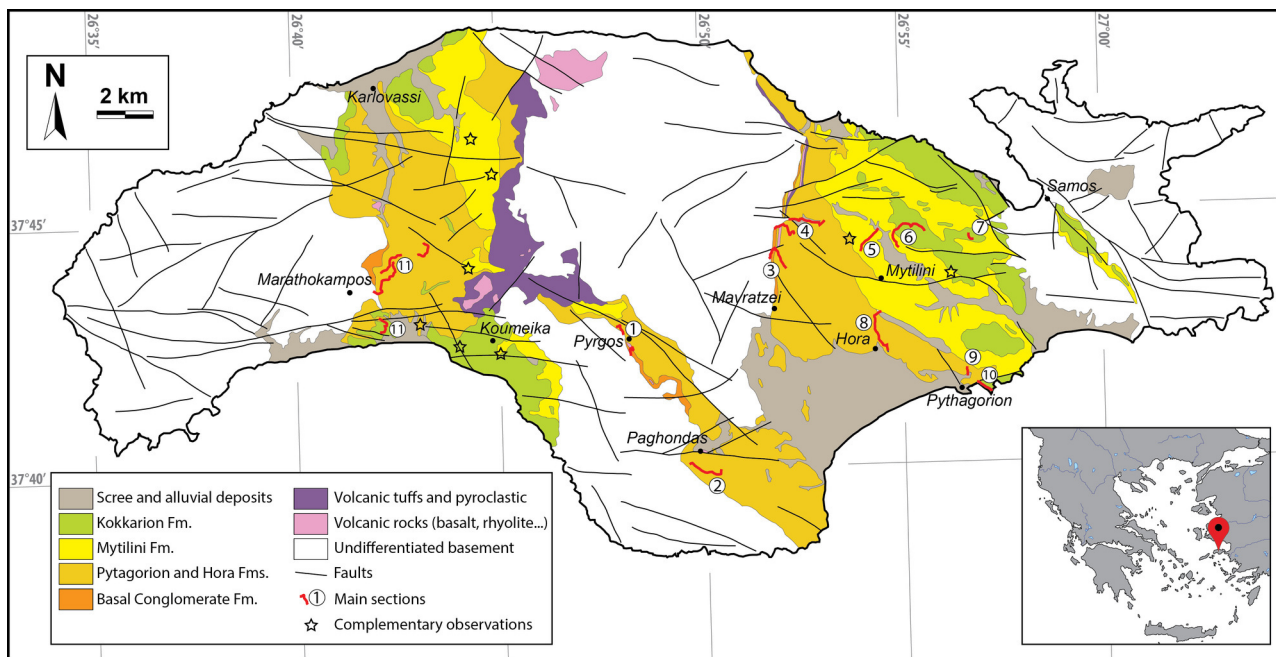 26°35′
26°40′
26°50′
26°55′
27°00′
N
2 km
Karlovassi
Samos
37°45′
4
7
5
6
11
3
Mytilini
Marathokampos
Mavratzei
11
Koumeika
1
Pyrgos
8
Hora
9
10
Pythagorion
Paghondas
37°40′
2
Scree and alluvial deposits
Kokkarion Fm.
Mytilini Fm.
Pytagorion and Hora Fms.
Basal Conglomerate Fm.
Volcanic tuffs and pyroclastic
Volcanic rocks (basalt, rhyolite...)
Undifferentiated basement
Faults
1 Main sections
Complementary observations